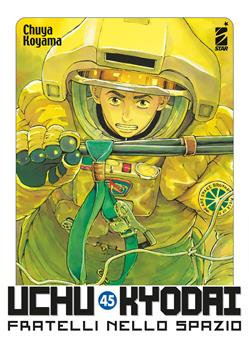 Chuya
Koyama
STAR
UCHU 45 KYODAI
FRATELLI NELLO SPAZIO